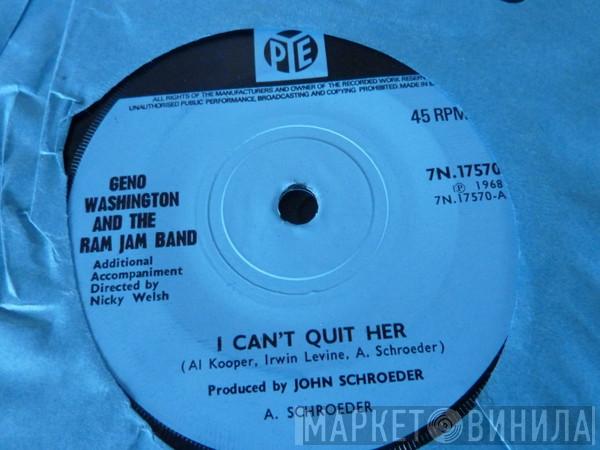 PYE
ALL RIGHTS OF THE MANUFACTURERS AND OWNER OF THE RECORDED WORK RESERV
UNAUTHORISED PUBLIC PERFORMANCE, BROADCASTING AND COPYING PROHIBITED. MADE IN
45 RPM
7N.17570
Ⓟ 1968
7N.17570-A
GENO
WASHINGTON
AND THE
RAM JAM BAND
Additional
Accompaniment
Directed by
Nicky Welsh
I CAN'T QUIT HER
(Al Kooper, Irwin Levine, A. Schroeder)
Produced by JOHN SCHROEDER
A. SCHROEDER
МАРКЕТ ВИНИЛА